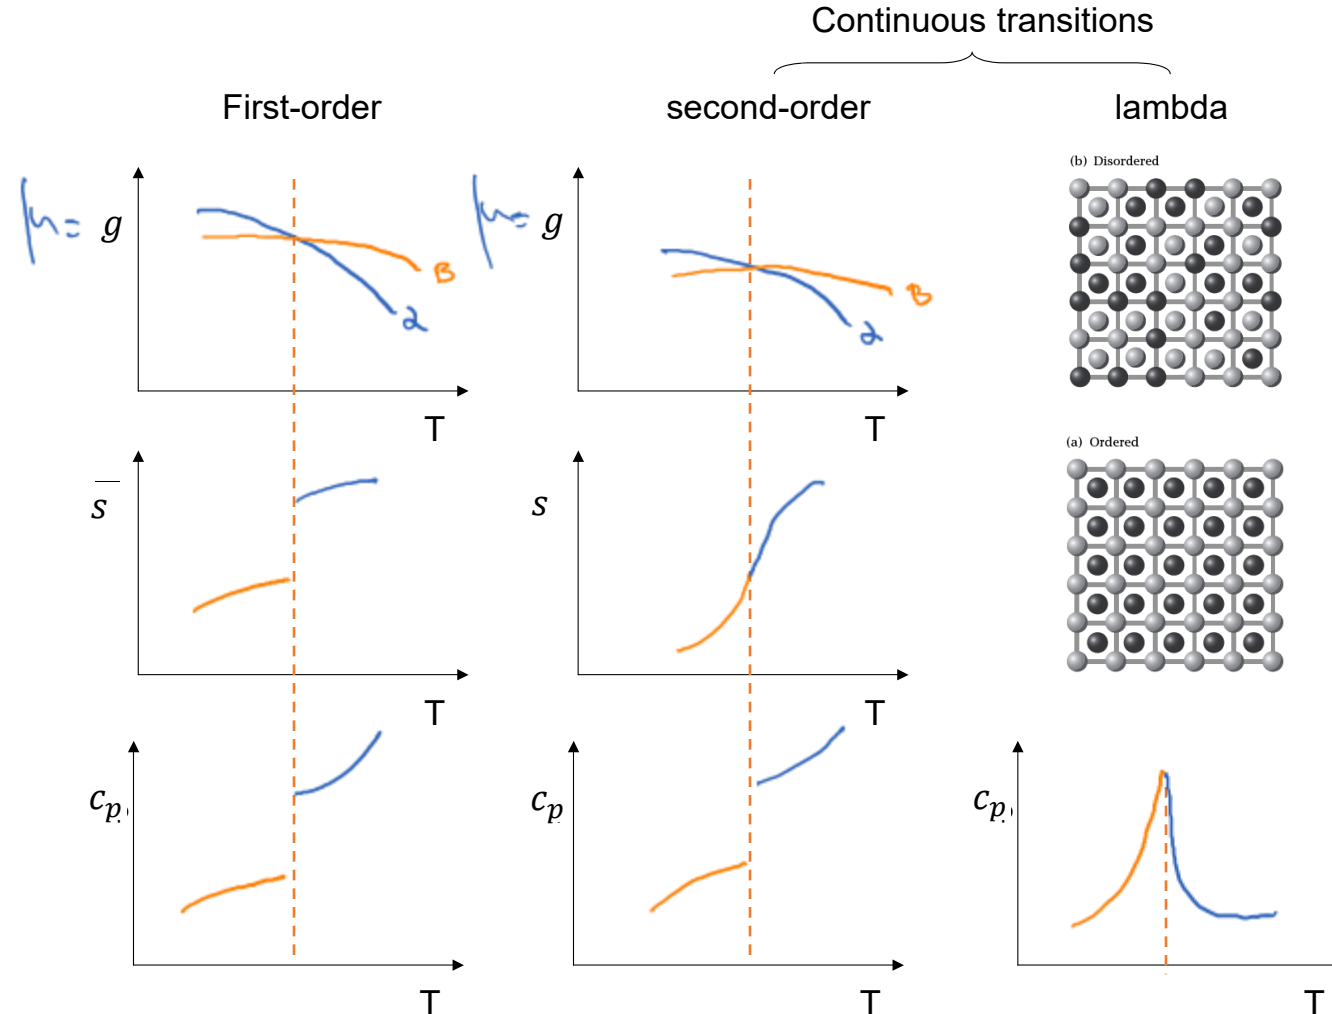 Continuous transitions
First-order
second-order
lambda
(b) Disordered
μ= g
B
α
T
μ= g
B
α
T
(a) Ordered
s
T
s
T
cp
T
cp
T
cp
T